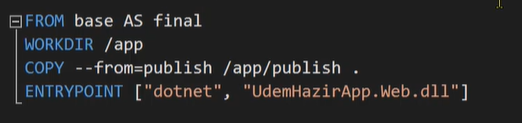 FROM base AS final
WORKDIR /app
COPY --from=publish /app/publish .
ENTRYPOINT ["dotnet", "UdemHazirApp.Web.dll"]